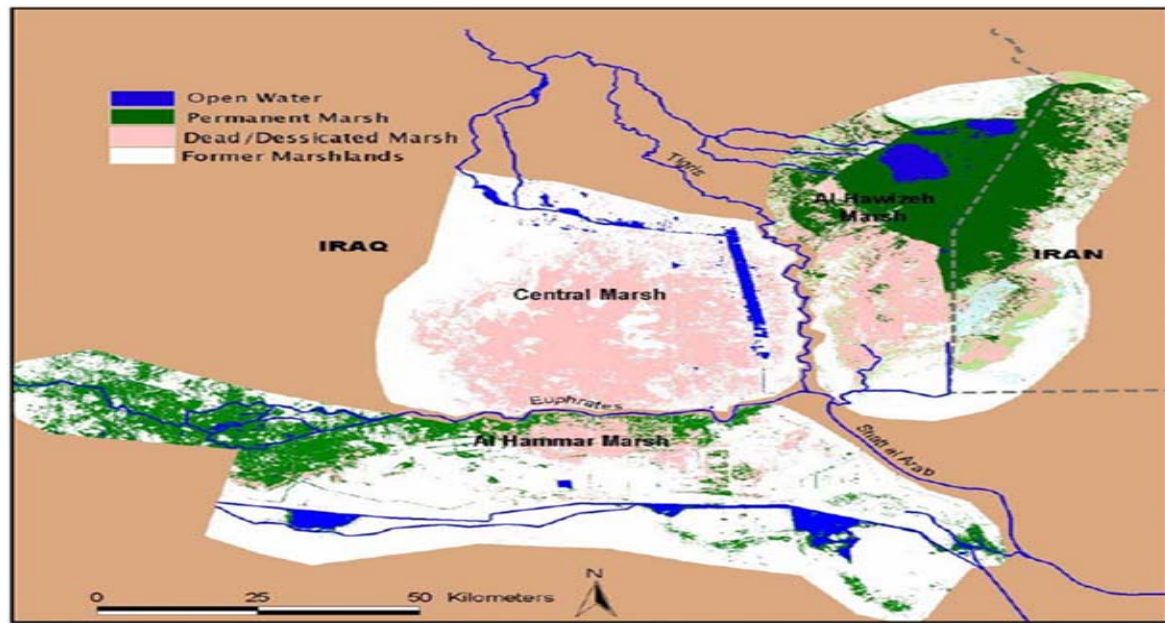 Open Water
Permanent Marsh
Dead/Dessicated Marsh
Former Marshlands
Tigris
Al Hawizeh
Marsh
IRAQ
IRAN
Central Marsh
Euphrates
Al Hammar Marsh
Shatt al Arab
N
0 25 50 Kilometers